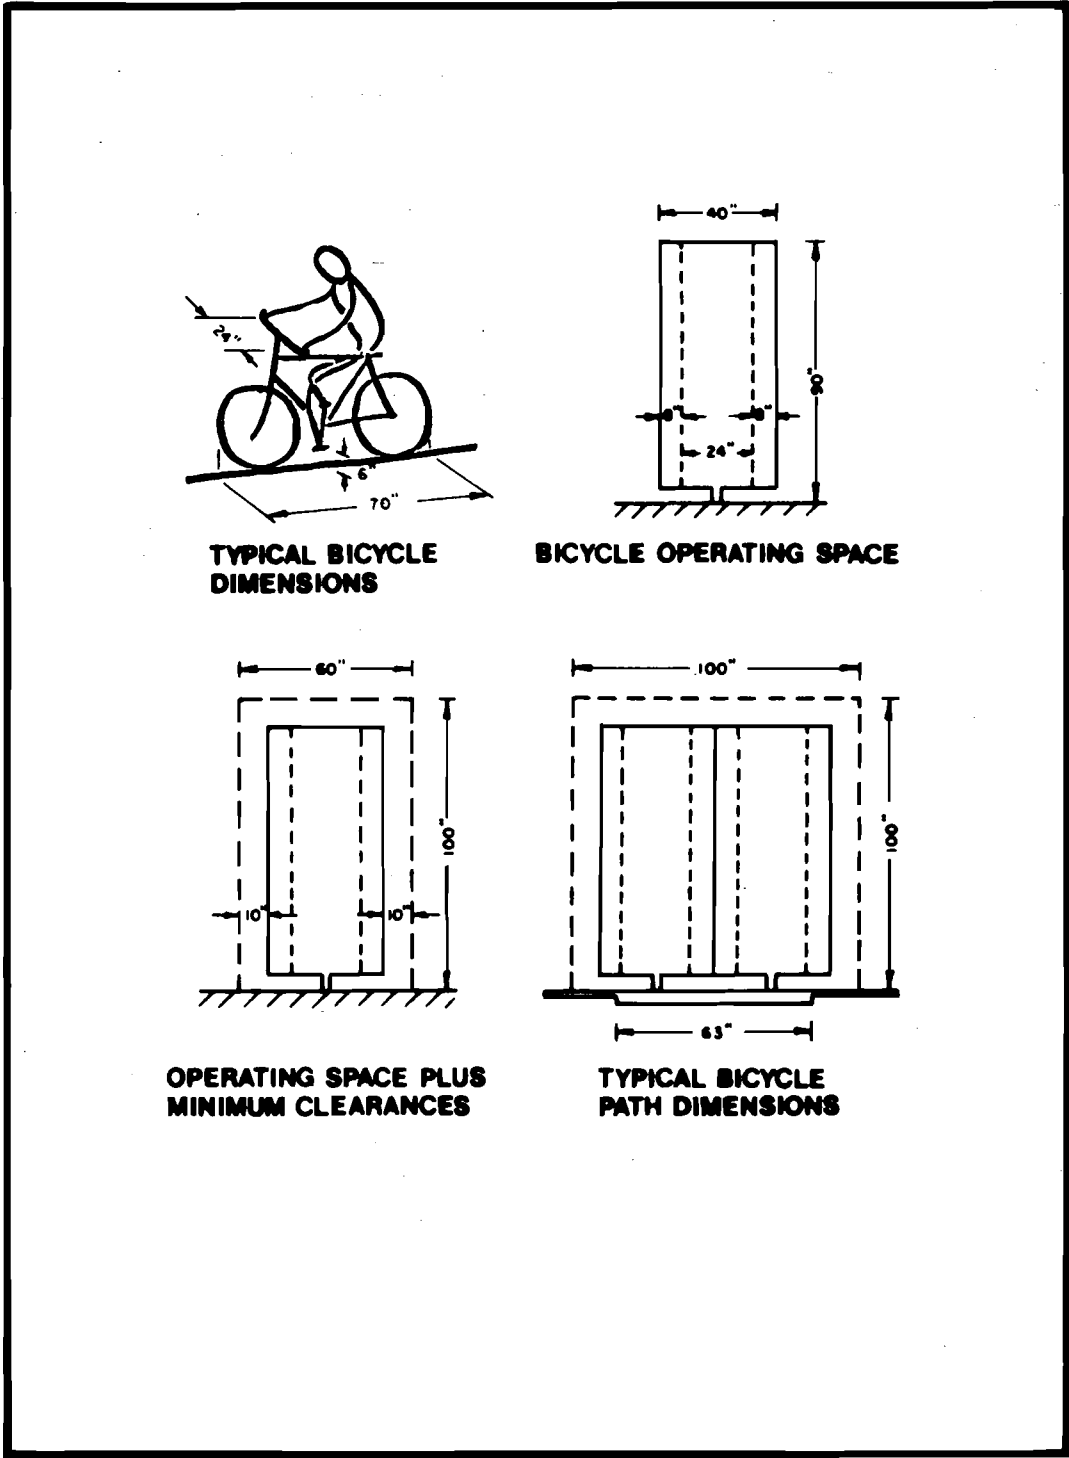 24"
6"
70"
TYPICAL BICYCLE
DIMENSIONS
40"
90"
8" 8"
24"
BICYCLE OPERATING SPACE
60"
100"
10" 10"
OPERATING SPACE PLUS
MINIMUM CLEARANCES
100"
100"
63"
TYPICAL BICYCLE
PATH DIMENSIONS